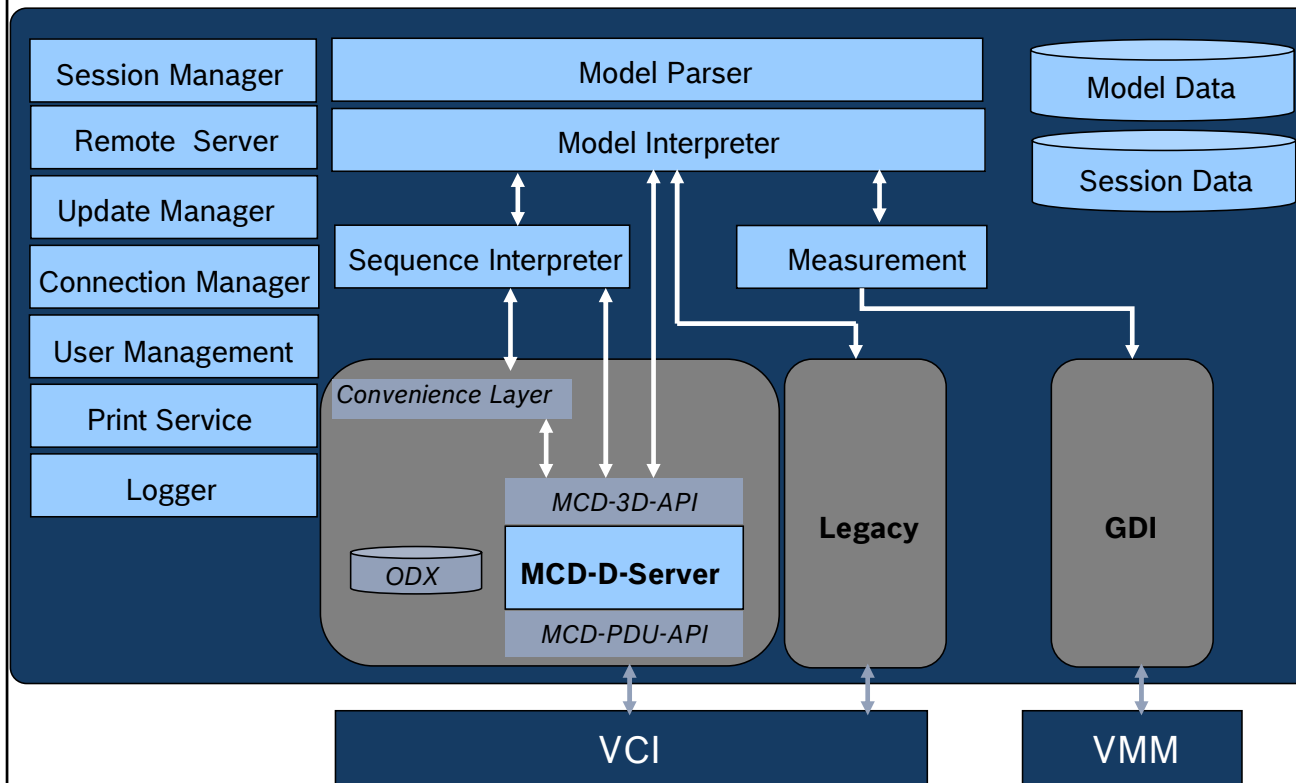 Session Manager
Remote Server
Update Manager
Connection Manager
User Management
Print Service
Logger
Model Parser
Model Interpreter
Model Data
Session Data
Sequence Interpreter
Measurement
Convenience Layer
MCD-3D-API
ODX
MCD-D-Server
MCD-PDU-API
Legacy
GDI
VCI
VMM